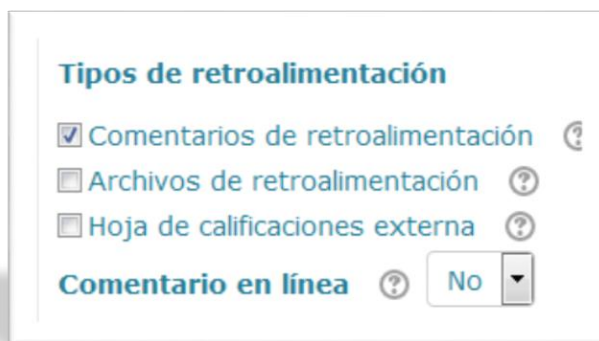 Tipos de retroalimentación
Comentarios de retroalimentación
Archivos de retroalimentación
Hoja de calificaciones externa
Comentario en línea No